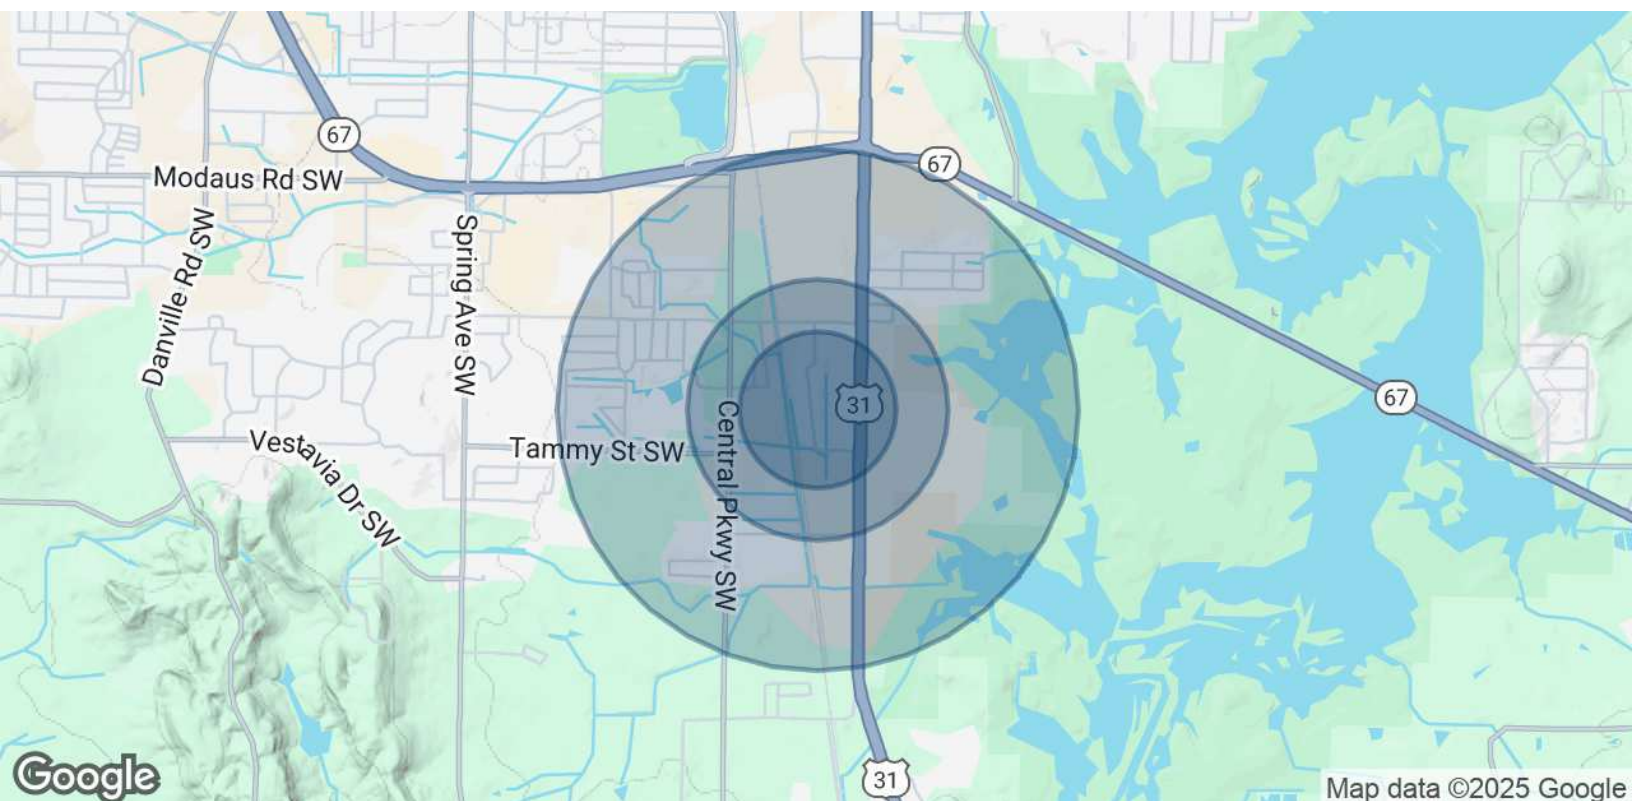 67
67
Modaus Rd SW
Danville Rd SW
Spring Ave SW
67
31
Central Pkwy SW
Tammy St SW
Vestavia Dr SW
31
Google
Map data ©2025 Google